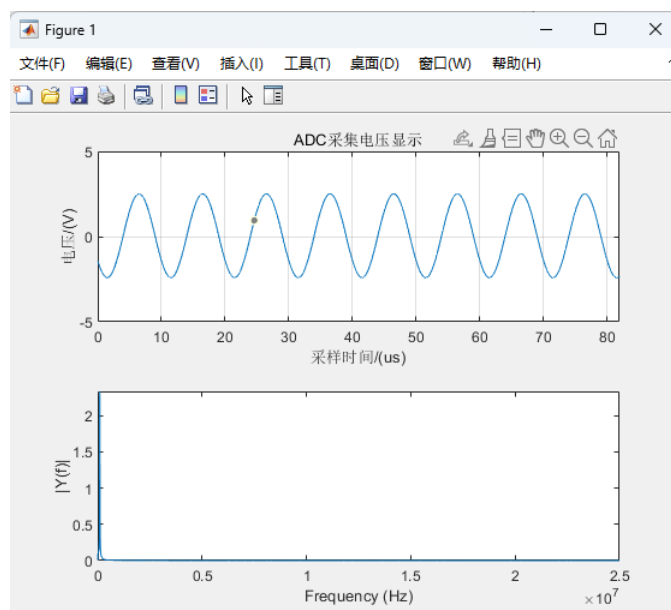 Figure 1
文件(F) 编辑(E) 查看(V) 插入(I) 工具(T) 桌面(D) 窗口(W) 帮助(H)
ADC采集电压显示
5
0
-5
电压/(V)
0 10 20 30 40 50 60 70 80
采样时间/(us)
2
1.5
1
0.5
0
|Y(f)|
0 0.5 1 1.5 2 2.5
Frequency (Hz)
×10⁷